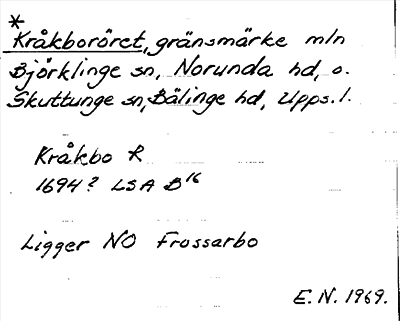 *
Kråkboröret, gränsmärke mln
Björklinge sn, Norunda hd, o.
Skuttunge sn, Bälinge hd, Upps. l.
Kråkbo R
1694? LSA B16
Ligger NO Frossarbo
E. N. 1969.